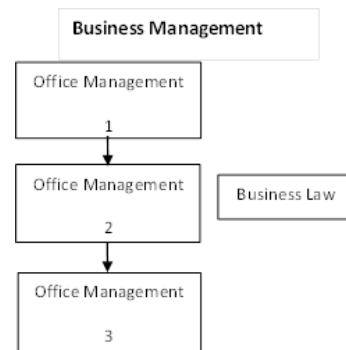 Business Management
Office Management
1
Office Management
2
Business Law
Office Management
3